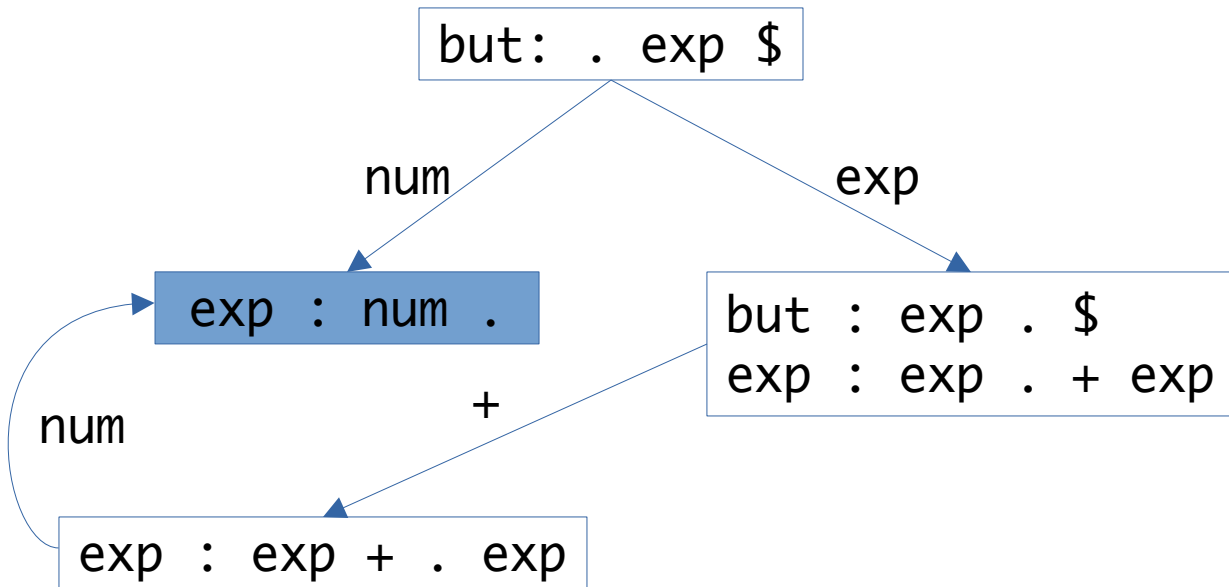 but: . exp $
num
exp
exp : num .
but : exp . $
exp : exp . + exp
+
num
exp : exp + . exp